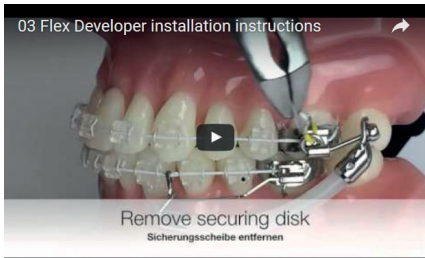 03 Flex Developer installation instructions
Remove securing disk
Sicherungsscheibe entfernen